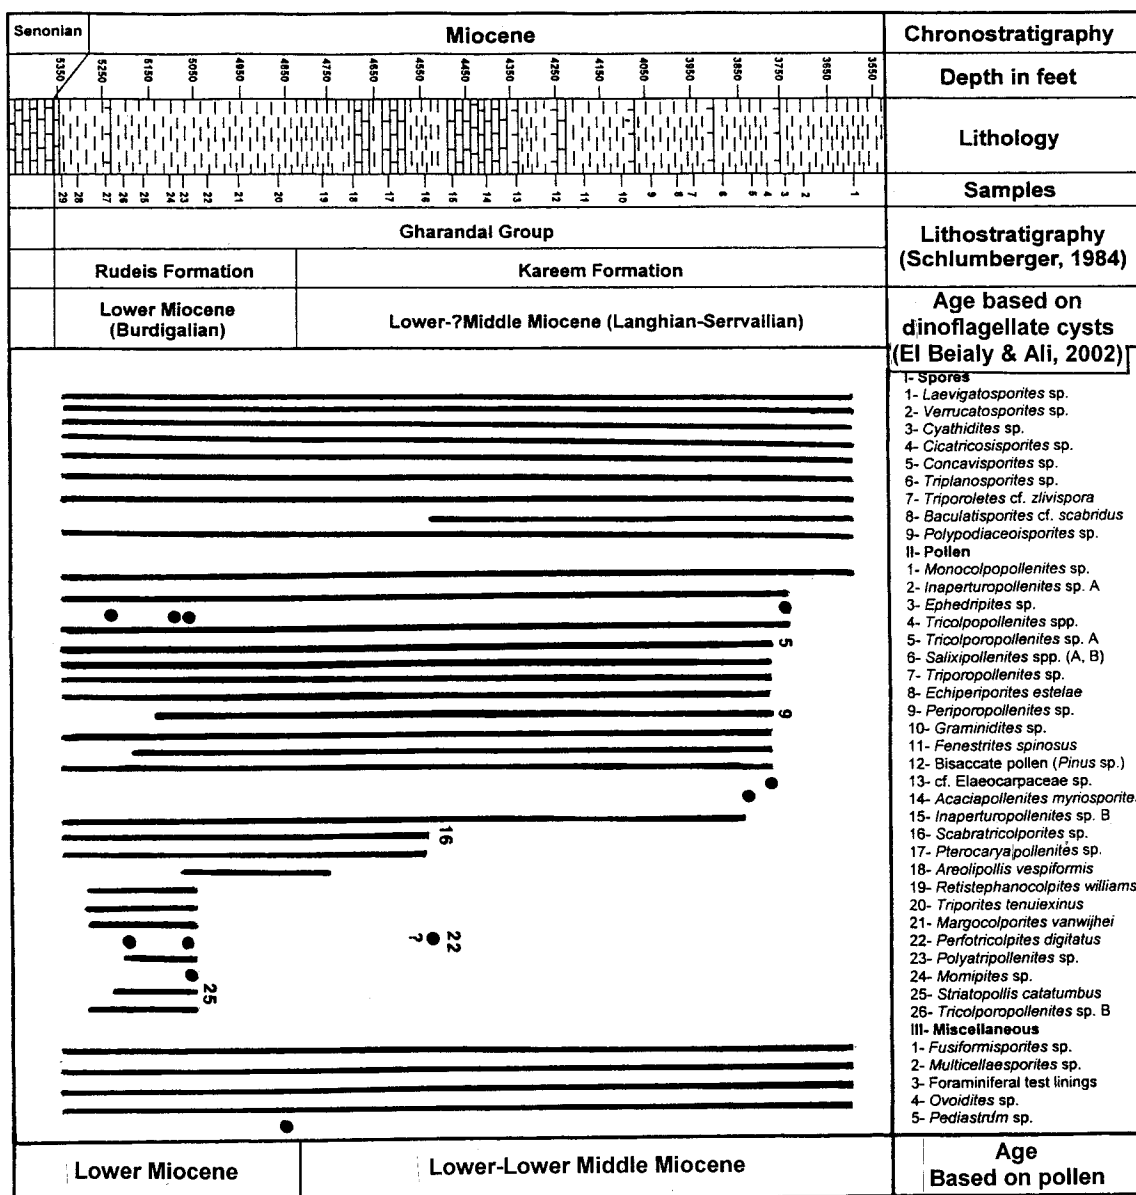 Senonian
Miocene
Chronostratigraphy
5350 5250 5150 5050 4950 4850 4750 4650 4550 4450 4350 4250 4150 4050 3950 3850 3750 3650 3550
Depth in feet
Lithology
29 28 27 26 25 24 23 22 21 20 19 18 17 16 15 14 13 12 11 10 9 8 7 6 5 4 3 2 1
Samples
Gharandal Group
Lithostratigraphy
(Schlumberger, 1984)
Rudeis Formation
Kareem Formation
Lower Miocene
(Burdigalian)
Lower-?Middle Miocene (Langhian-Serrvailian)
Age based on
dinoflagellate cysts
(El Beialy & Ali, 2002)
I- Spores
1- Laevigatosporites sp.
2- Verrucatosporites sp.
3- Cyathidites sp.
4- Cicatricosisporites sp.
5- Concavisporites sp.
6- Triplanosporites sp.
7- Triporoletes cf. zlivispora
8- Baculatisporites cf. scabridus
9- Polypodiaceoisporites sp.
II- Pollen
1- Monocolpopollenites sp.
2- Inaperturopollenites sp. A
3- Ephedripites sp.
4- Tricolpopollenites spp.
5- Tricolporopollenites sp. A
6- Salixipollenites spp. (A, B)
7- Triporopollenites sp.
8- Echiperiporites estelae
9- Periporopollenites sp.
10- Graminidites sp.
11- Fenestrites spinosus
12- Bisaccate pollen (Pinus sp.)
13- cf. Elaeocarpaceae sp.
14- Acaciapollenites myriosporites
15- Inaperturopollenites sp. B
16- Scabratricolporites sp.
17- Pterocaryapollenites sp.
18- Areolipollis vespiformis
19- Retistephanocolpites williams
20- Triporites tenuiexinus
21- Margocolporites vanwijhei
22- Perfotricolpites digitatus
23- Polyatripollenites sp.
24- Momipites sp.
25- Striatopollis catatumbus
26- Tricolporopollenites sp. B
III- Miscellaneous
1- Fusiformisporites sp.
2- Multicellaesporites sp.
3- Foraminiferal test linings
4- Ovoidites sp.
5- Pediastrum sp.
5
9
16
? 22
25
Lower Miocene
Lower-Lower Middle Miocene
Age
Based on pollen